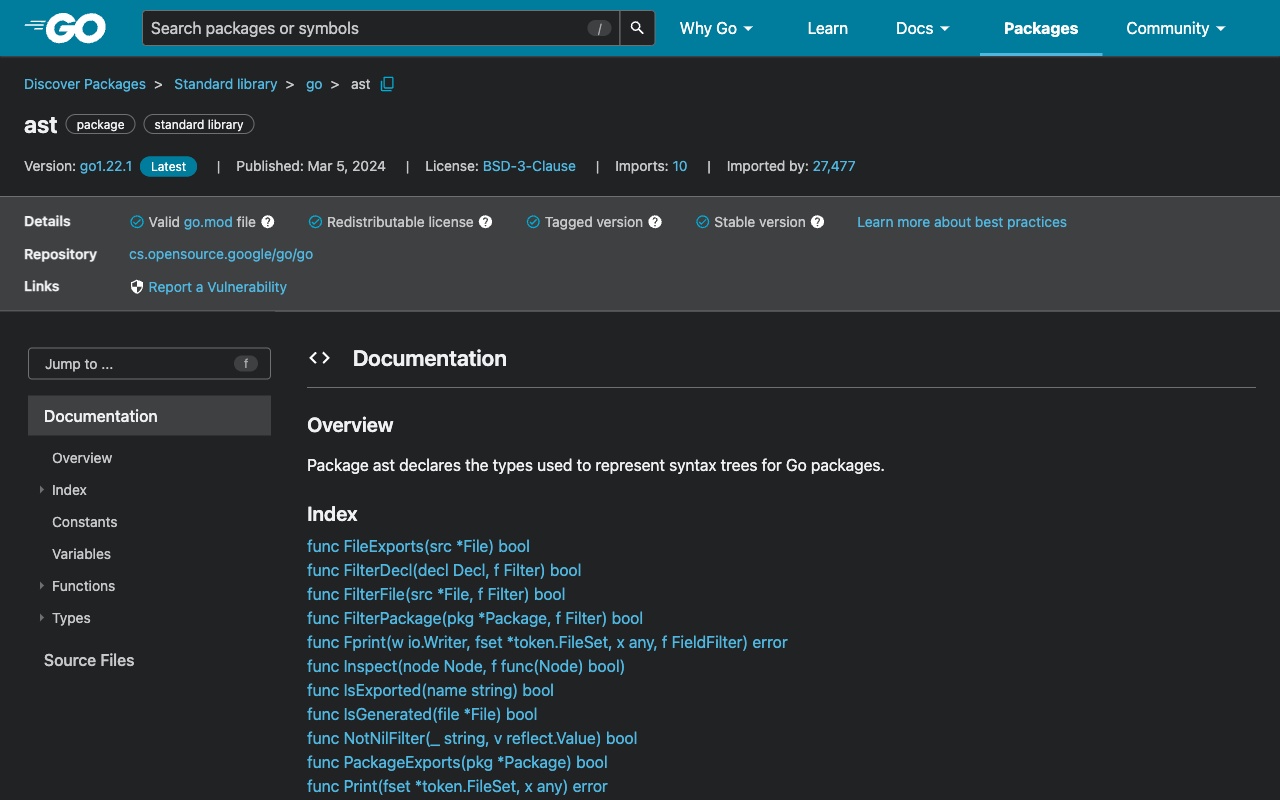 GO
Search packages or symbols /
Why Go
Learn
Docs
Packages
Community
Discover Packages > Standard library > go > ast
ast package standard library
Version: go1.22.1 Latest | Published: Mar 5, 2024 | License: BSD-3-Clause | Imports: 10 | Imported by: 27,477
Details Valid go.mod file ? Redistributable license ? Tagged version ? Stable version ? Learn more about best practices
Repository cs.opensource.google/go/go
Links Report a Vulnerability
Jump to ... f
Documentation
Overview
Index
Constants
Variables
Functions
Types
Source Files
<> Documentation
Overview
Package ast declares the types used to represent syntax trees for Go packages.
Index
func FileExports(src *File) bool
func FilterDecl(decl Decl, f Filter) bool
func FilterFile(src *File, f Filter) bool
func FilterPackage(pkg *Package, f Filter) bool
func Fprint(w io.Writer, fset *token.FileSet, x any, f FieldFilter) error
func Inspect(node Node, f func(Node) bool)
func IsExported(name string) bool
func IsGenerated(file *File) bool
func NotNilFilter(_ string, v reflect.Value) bool
func PackageExports(pkg *Package) bool
func Print(fset *token.FileSet, x any) error